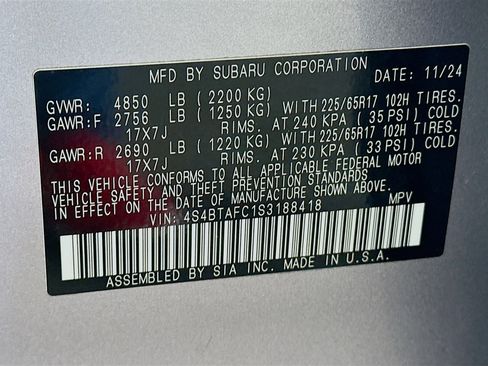 MFD BY SUBARU CORPORATION DATE: 11/24
GVWR: 4850 LB (2200 KG)
GAWR:F 2756 LB (1250 KG) WITH 225/65R17 102H TIRES.
17X7J RIMS. AT 240 KPA (35 PSI) COLD
GAWR:R 2690 LB (1220 KG) WITH 225/65R17 102H TIRES.
17X7J RIMS. AT 230 KPA (33 PSI) COLD
THIS VEHICLE CONFORMS TO ALL APPLICABLE FEDERAL MOTOR
VEHICLE SAFETY AND THEFT PREVENTION STANDARDS
IN EFFECT ON THE DATE OF MANUFACTURE SHOWN ABOVE.
VIN: 4S4BTAFC1S3188418 MPV
ASSEMBLED BY SIA INC. MADE IN U.S.A.